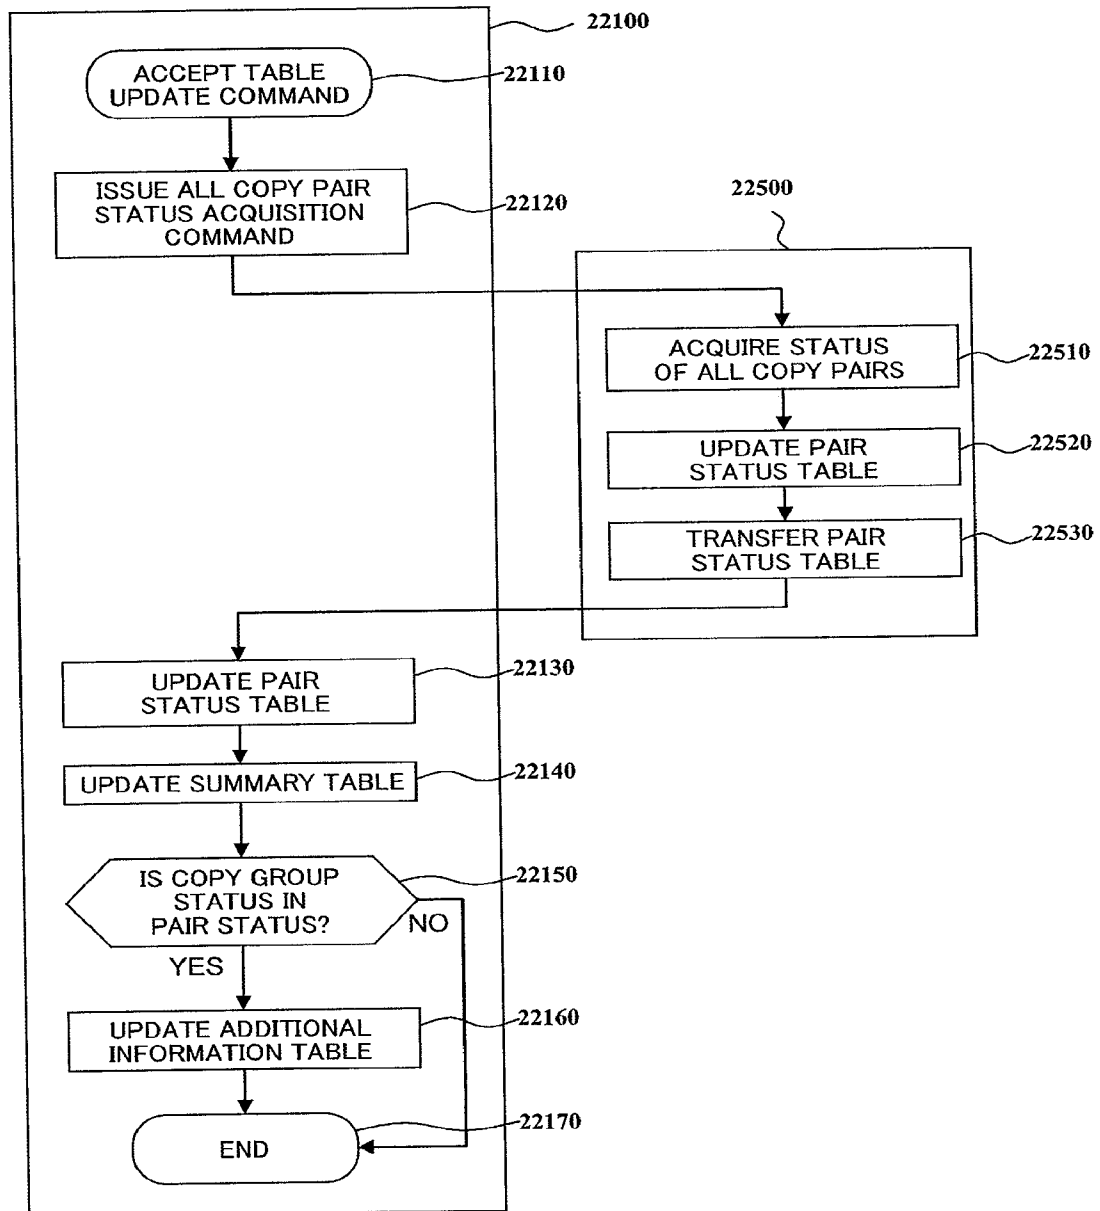 22100
ACCEPT TABLE
UPDATE COMMAND
22110
ISSUE ALL COPY PAIR
STATUS ACQUISITION
COMMAND
22120
22500
ACQUIRE STATUS
OF ALL COPY PAIRS
22510
UPDATE PAIR
STATUS TABLE
22520
TRANSFER PAIR
STATUS TABLE
22530
UPDATE PAIR
STATUS TABLE
22130
UPDATE SUMMARY TABLE
22140
IS COPY GROUP
STATUS IN
PAIR STATUS?
22150
NO
YES
UPDATE ADDITIONAL
INFORMATION TABLE
22160
END
22170